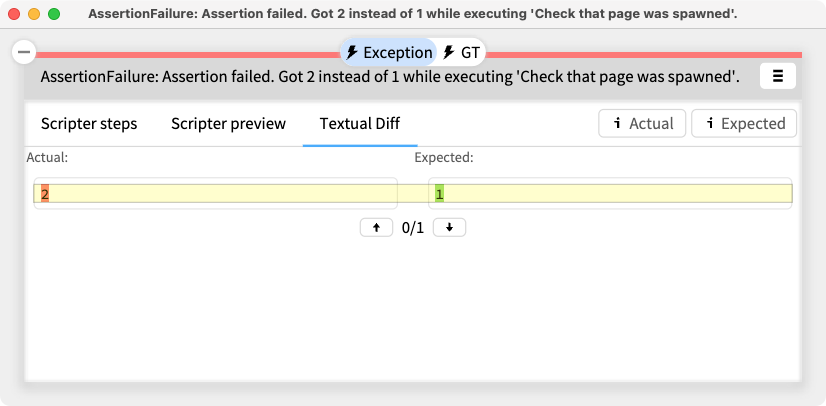 AssertionFailure: Assertion failed. Got 2 instead of 1 while executing 'Check that page was spawned'.
Exception GT
AssertionFailure: Assertion failed. Got 2 instead of 1 while executing 'Check that page was spawned'.
Scripter steps Scripter preview Textual Diff i Actual i Expected
Actual: Expected:
2 1
0/1